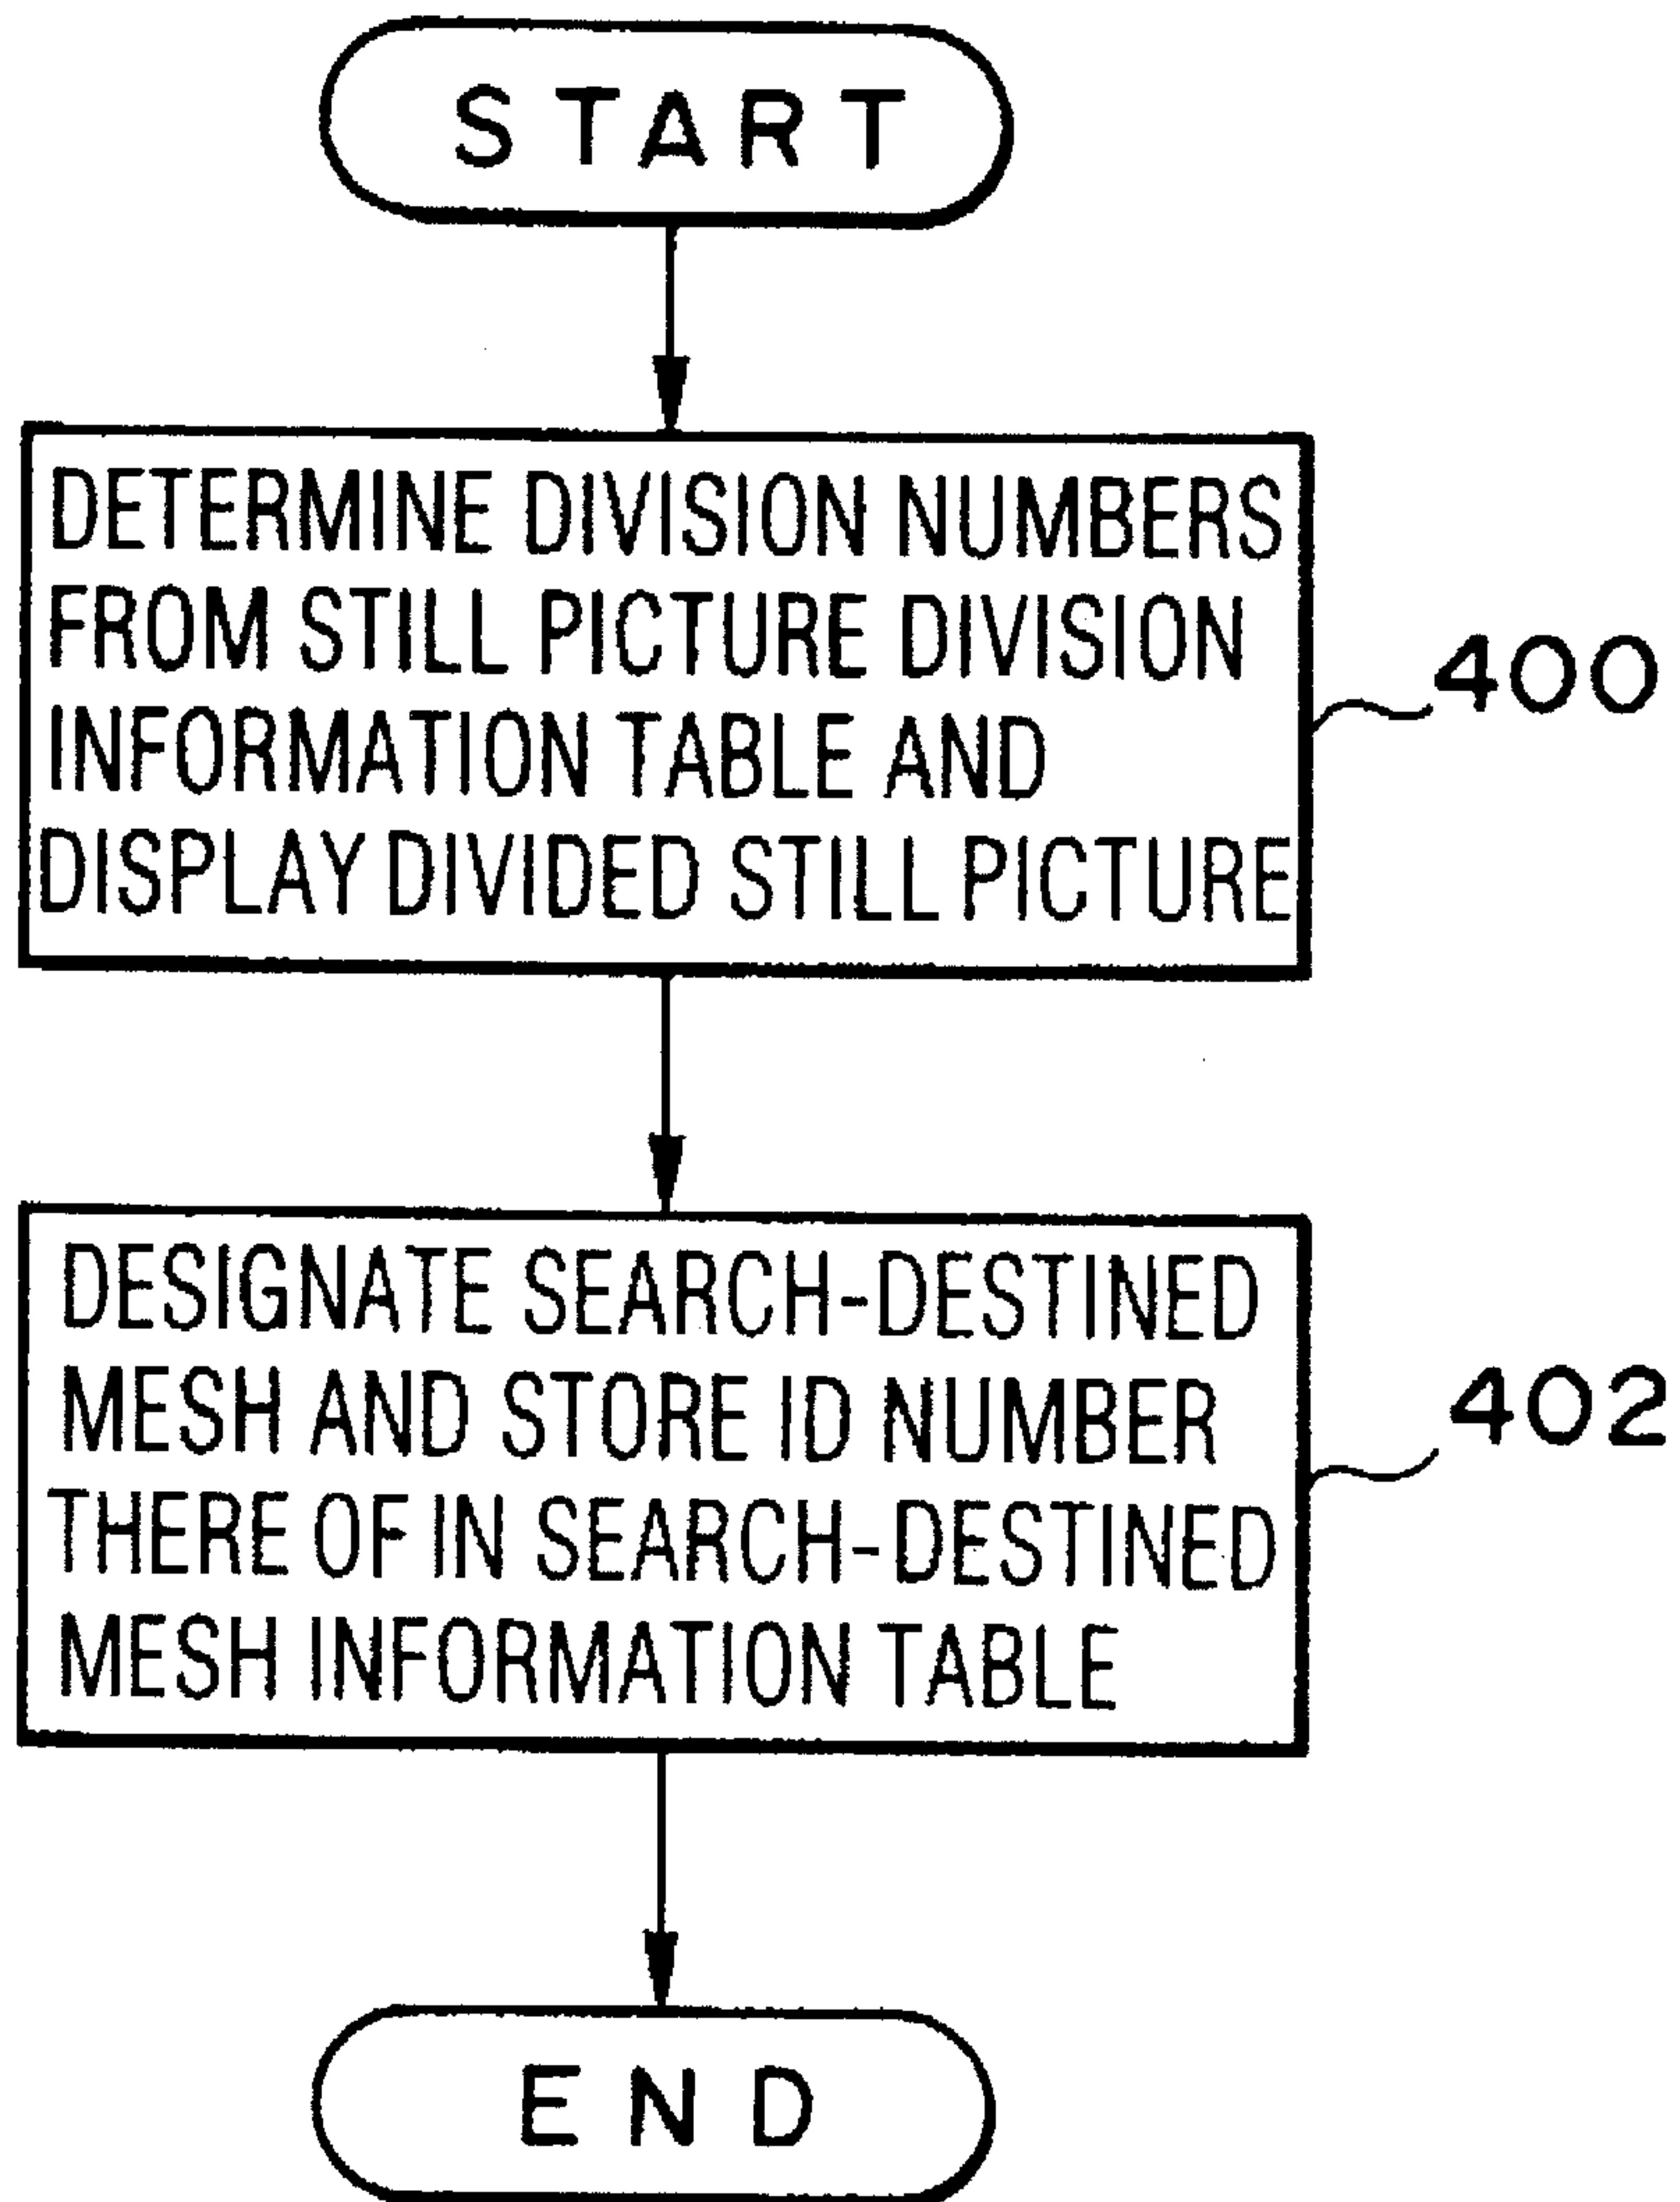 START
DETERMINE DIVISION NUMBERS
FROM STILL PICTURE DIVISION
INFORMATION TABLE AND
DISPLAY DIVIDED STILL PICTURE
400
DESIGNATE SEARCH-DESTINED
MESH AND STORE ID NUMBER
THERE OF IN SEARCH-DESTINED
MESH INFORMATION TABLE
402
END